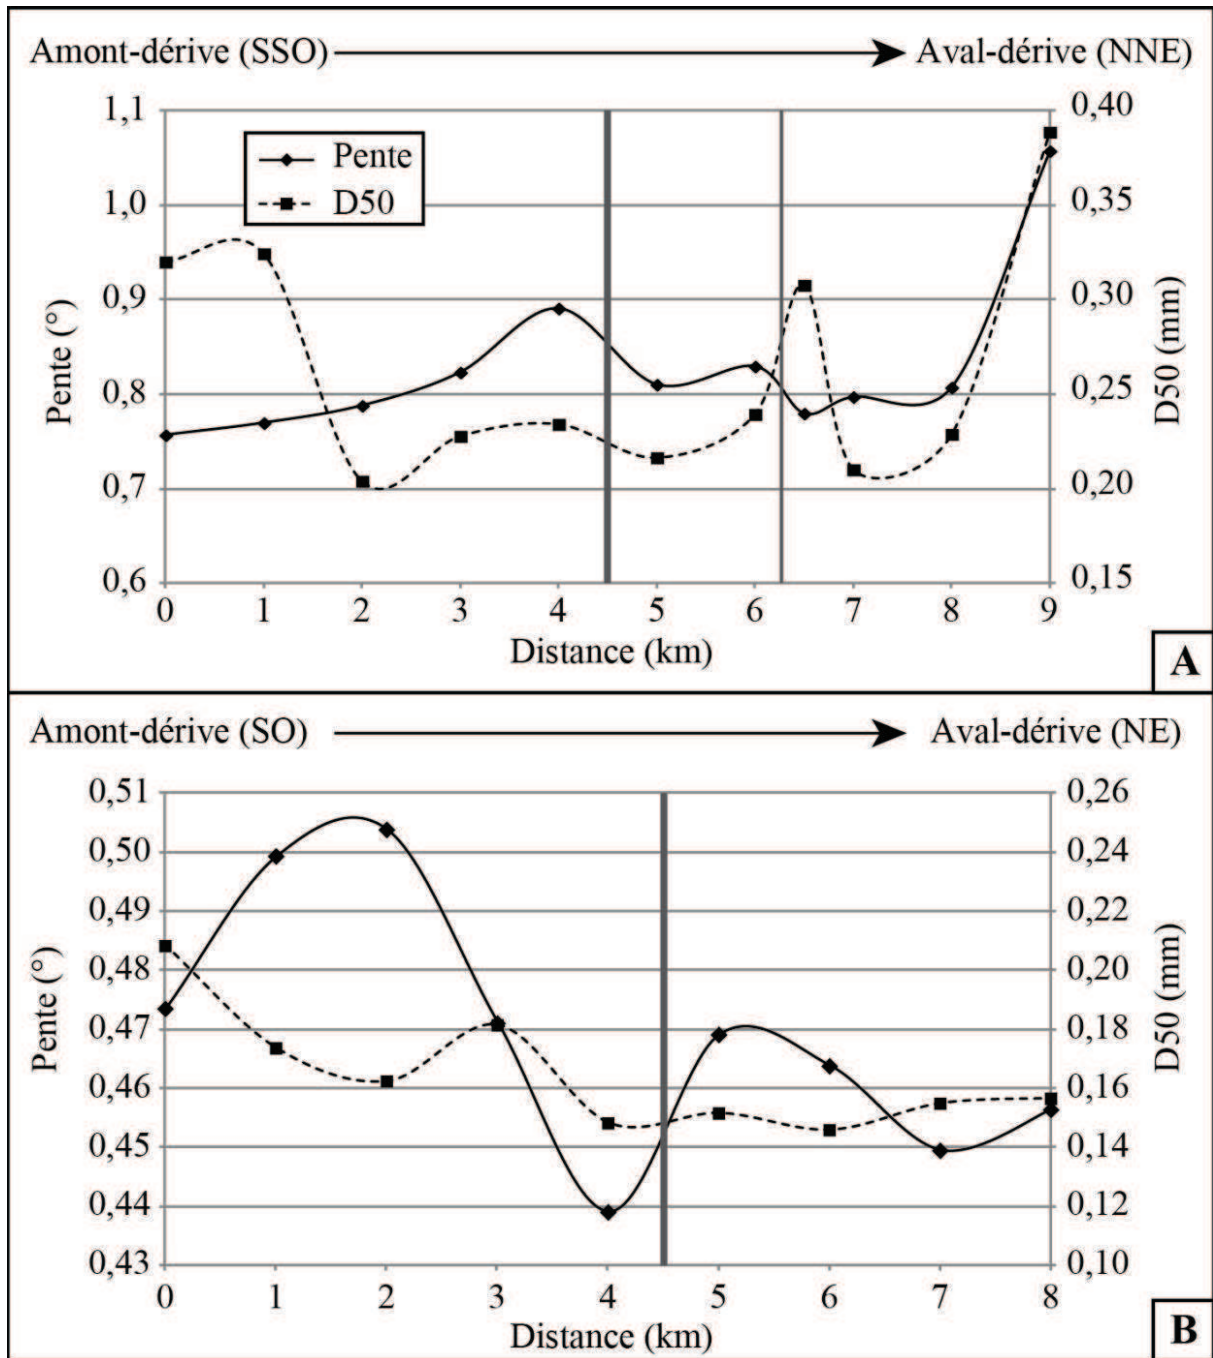 Amont-dérive (SSO) Aval-dérive (NNE)
1,1 0,40
Pente
D50
1,0 0,35
0,9 0,30
0,8 0,25
0,7 0,20
0,6 0,15
Pente (°)
D50 (mm)
0 1 2 3 4 5 6 7 8 9
Distance (km)
A
Amont-dérive (SO) Aval-dérive (NE)
0,51 0,26
0,50 0,24
0,49 0,22
0,48 0,20
0,47 0,18
0,46 0,16
0,45 0,14
0,44 0,12
0,43 0,10
Pente (°)
D50 (mm)
0 1 2 3 4 5 6 7 8
Distance (km)
B